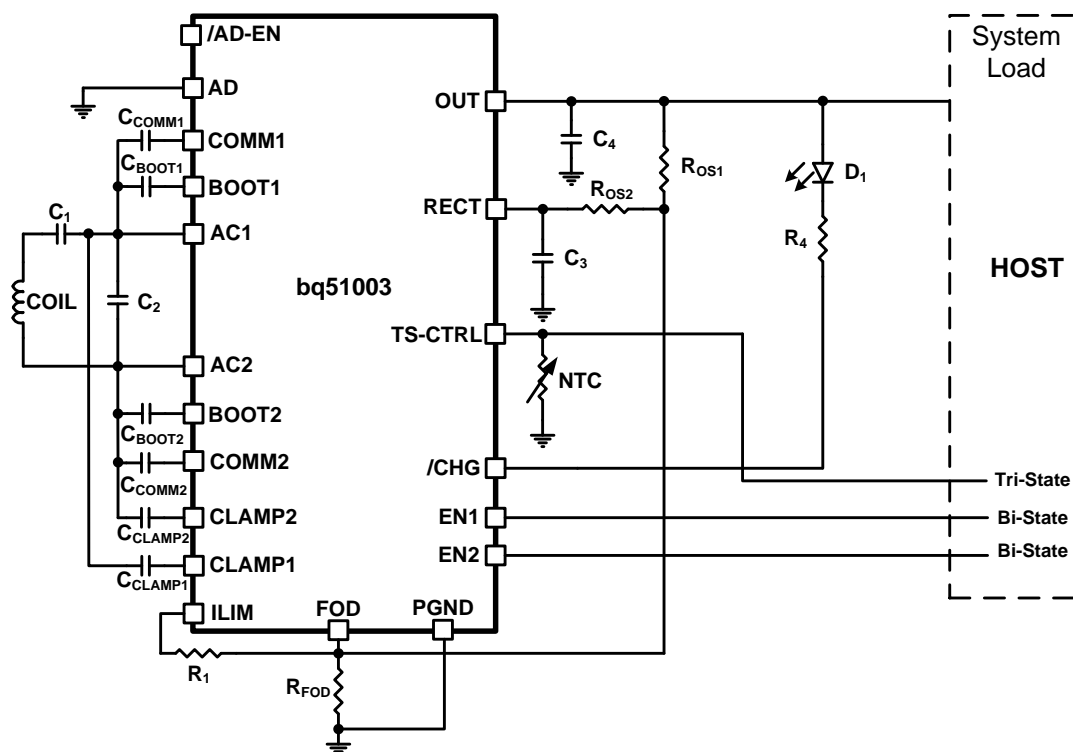 /AD-EN
AD
COMM1
BOOT1
AC1
AC2
BOOT2
COMM2
CLAMP2
CLAMP1
ILIM
FOD
PGND
bq51003
OUT
RECT
TS-CTRL
/CHG
EN1
EN2
CCOMM1
CBOOT1
C1
COIL
C2
CBOOT2
CCOMM2
CCLAMP2
CCLAMP1
R1
RFOD
C4
ROS1
ROS2
C3
NTC
D1
R4
System
Load
HOST
Tri-State
Bi-State
Bi-State